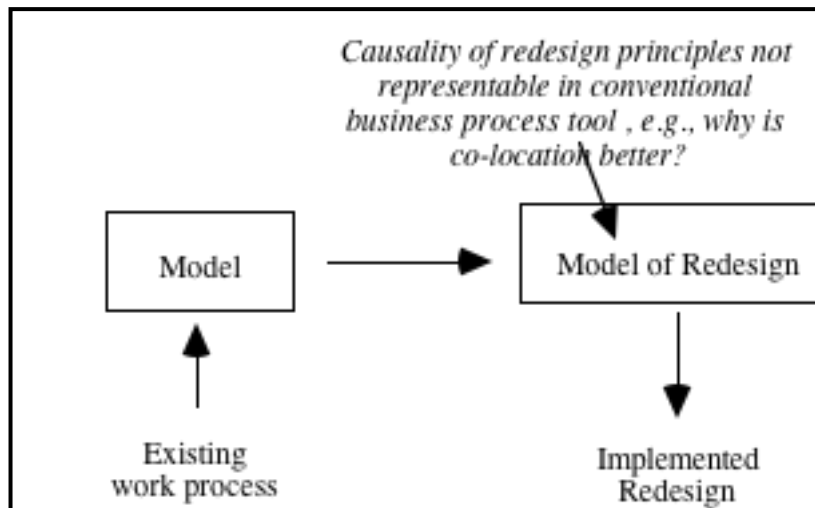 Causality of redesign principles not
representable in conventional
business process tool , e.g., why is
co-location better?
Model
Model of Redesign
Existing
work process
Implemented
Redesign